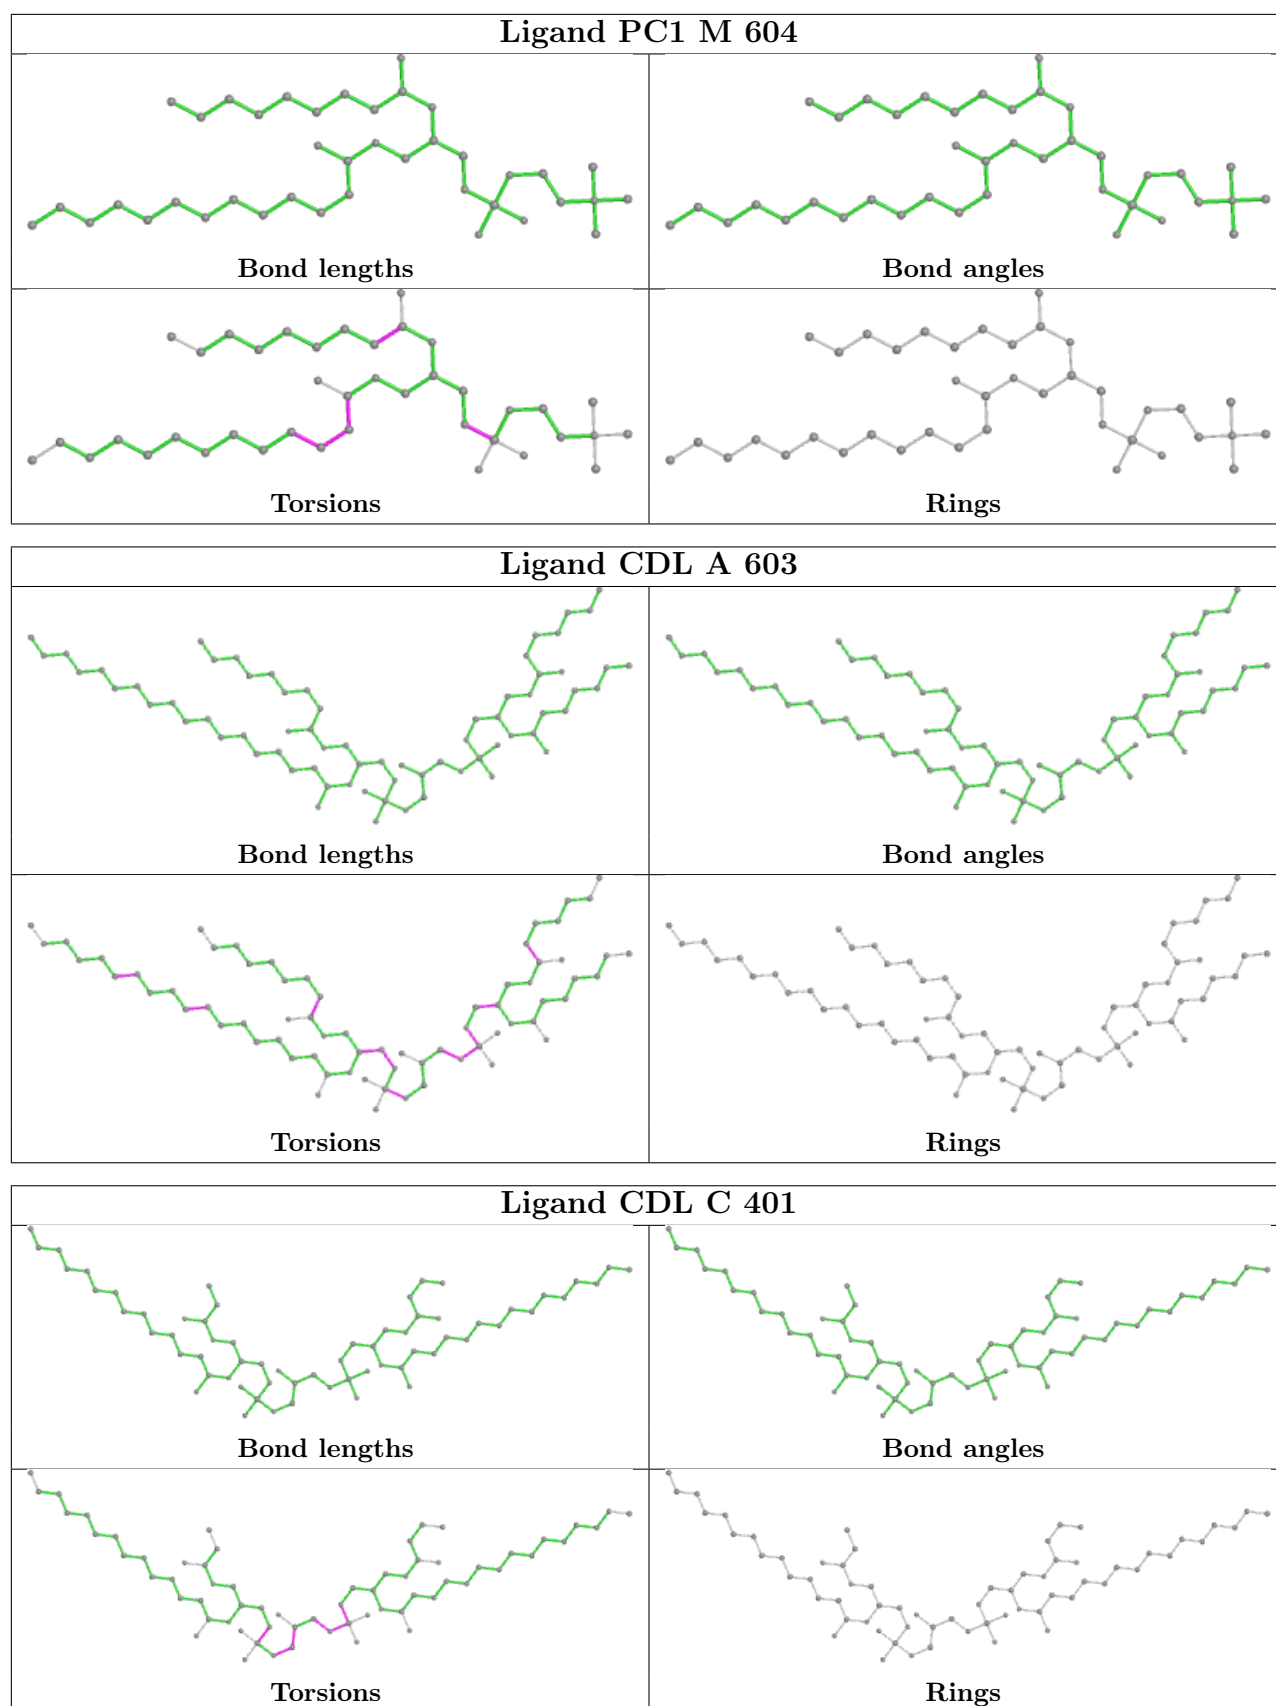 Ligand PC1 M 604
Bond lengths
Bond angles
Torsions
Rings
Ligand CDL A 603
Bond lengths
Bond angles
Torsions
Rings
Ligand CDL C 401
Bond lengths
Bond angles
Torsions
Rings